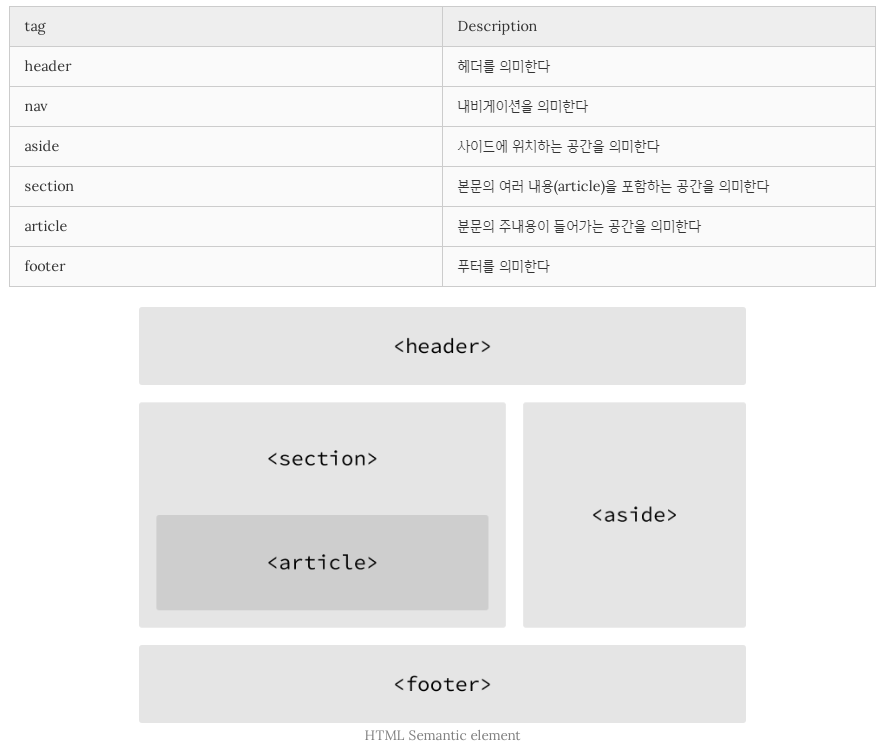 tag Description
header 헤더를 의미한다
nav 내비게이션을 의미한다
aside 사이드에 위치하는 공간을 의미한다
section 본문의 여러 내용(article)을 포함하는 공간을 의미한다
article 분문의 주내용이 들어가는 공간을 의미한다
footer 푸터를 의미한다
<header>
<section>
<aside>
<article>
<footer>
HTML Semantic element